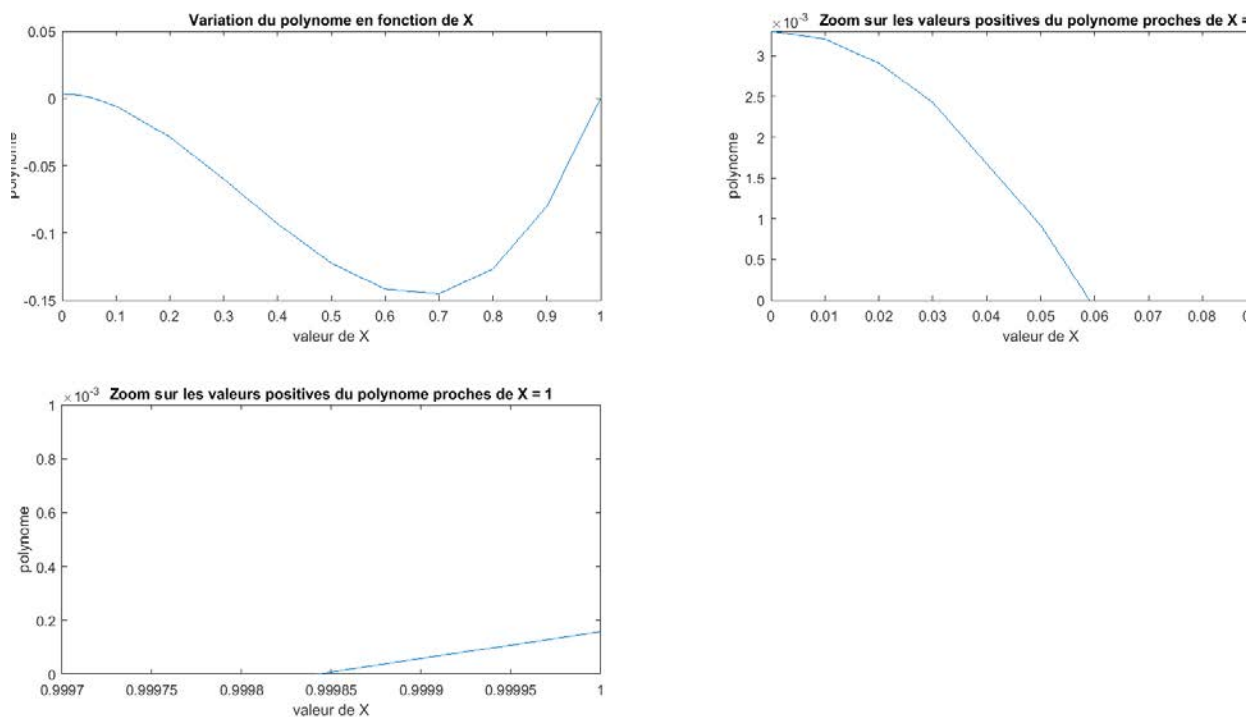 Variation du polynome en fonction de X
0.05
0
-0.05
-0.1
-0.15
polynome
0 0.1 0.2 0.3 0.4 0.5 0.6 0.7 0.8 0.9 1
valeur de X
×10-3 Zoom sur les valeurs positives du polynome proches de X =
3
2.5
2
1.5
1
0.5
0
polynome
0 0.01 0.02 0.03 0.04 0.05 0.06 0.07 0.08
valeur de X
×10-3 Zoom sur les valeurs positives du polynome proches de X = 1
1
0.8
0.6
0.4
0.2
0
polynome
0.9997 0.99975 0.9998 0.99985 0.9999 0.99995 1
valeur de X